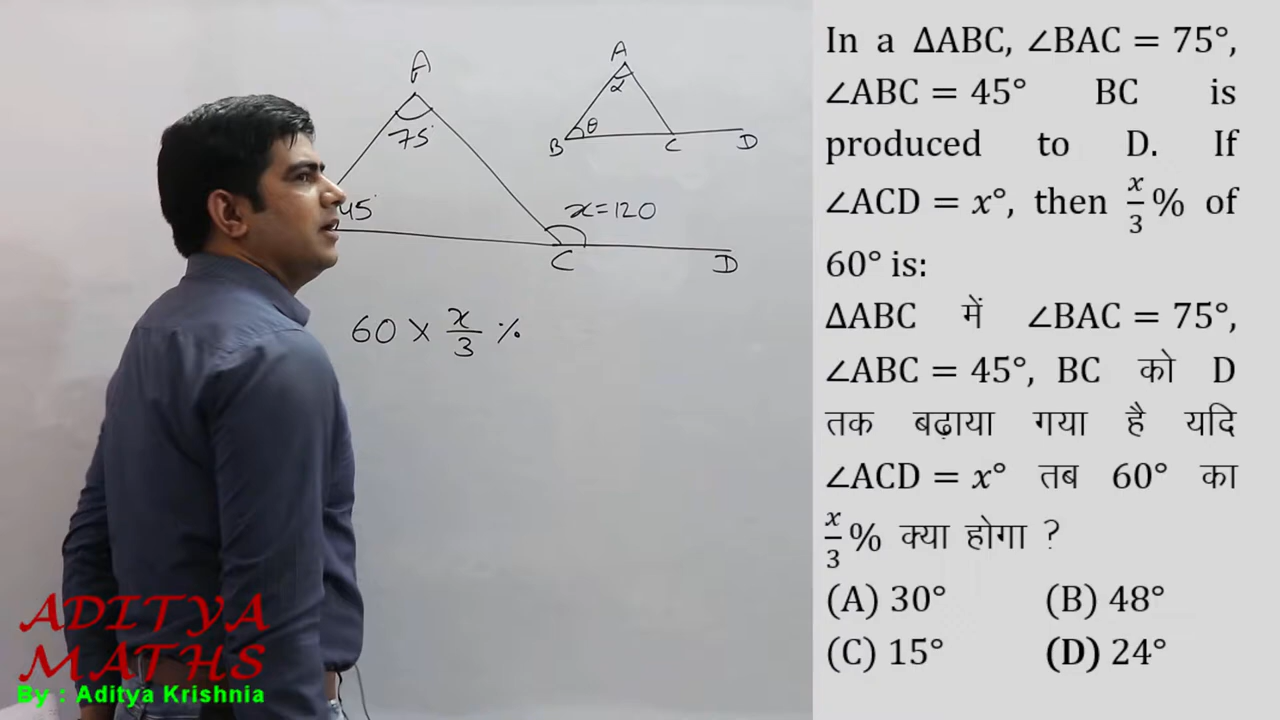 A
75°
45°
x=120
C
D
A
α
B
θ
C
D
60 × x/3 %
In a ΔABC, ∠BAC = 75°,
∠ABC = 45° BC is
produced to D. If
∠ACD = x°, then x/3 % of
60° is:
ΔABC में ∠BAC = 75°,
∠ABC = 45°, BC को D
तक बढ़ाया गया है यदि
∠ACD = x° तब 60° का
x/3 % क्या होगा ?
(A) 30° (B) 48°
(C) 15° (D) 24°
ADITYA
MATHS
By : Aditya Krishnia